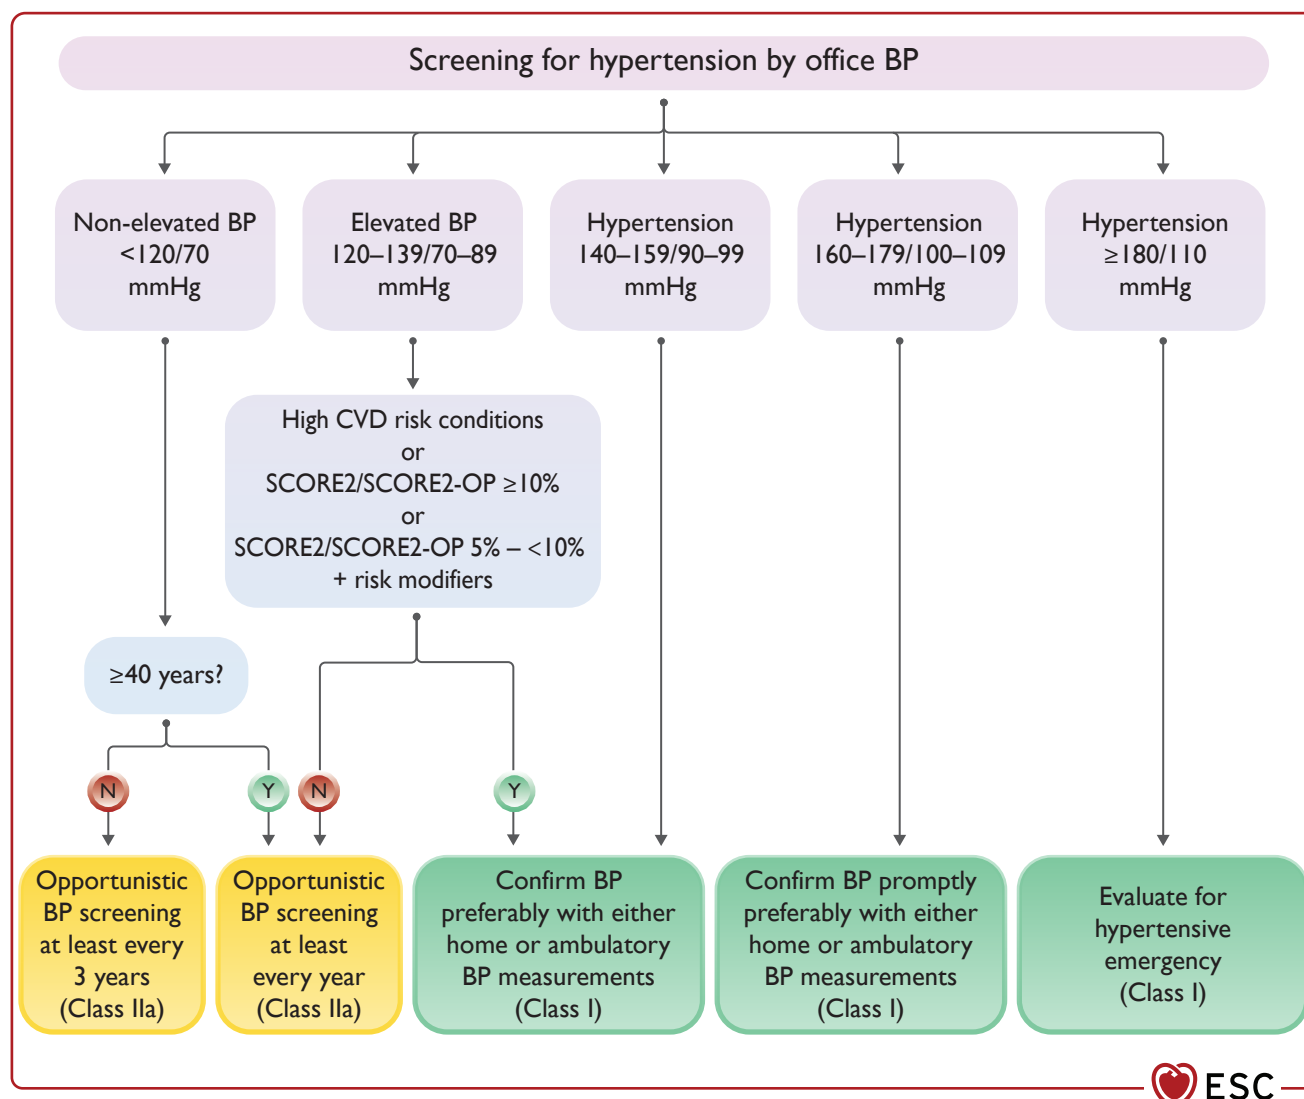 Screening for hypertension by office BP
Non-elevated BP
<120/70
mmHg
Elevated BP
120–139/70–89
mmHg
Hypertension
140–159/90–99
mmHg
Hypertension
160–179/100–109
mmHg
Hypertension
≥180/110
mmHg
High CVD risk conditions
or
SCORE2/SCORE2-OP ≥10%
or
SCORE2/SCORE2-OP 5% – <10%
+ risk modifiers
≥40 years?
N
Y
N
Y
Opportunistic
BP screening
at least every
3 years
(Class IIa)
Opportunistic
BP screening
at least
every year
(Class IIa)
Confirm BP
preferably with either
home or ambulatory
BP measurements
(Class I)
Confirm BP promptly
preferably with either
home or ambulatory
BP measurements
(Class I)
Evaluate for
hypertensive
emergency
(Class I)
ESC